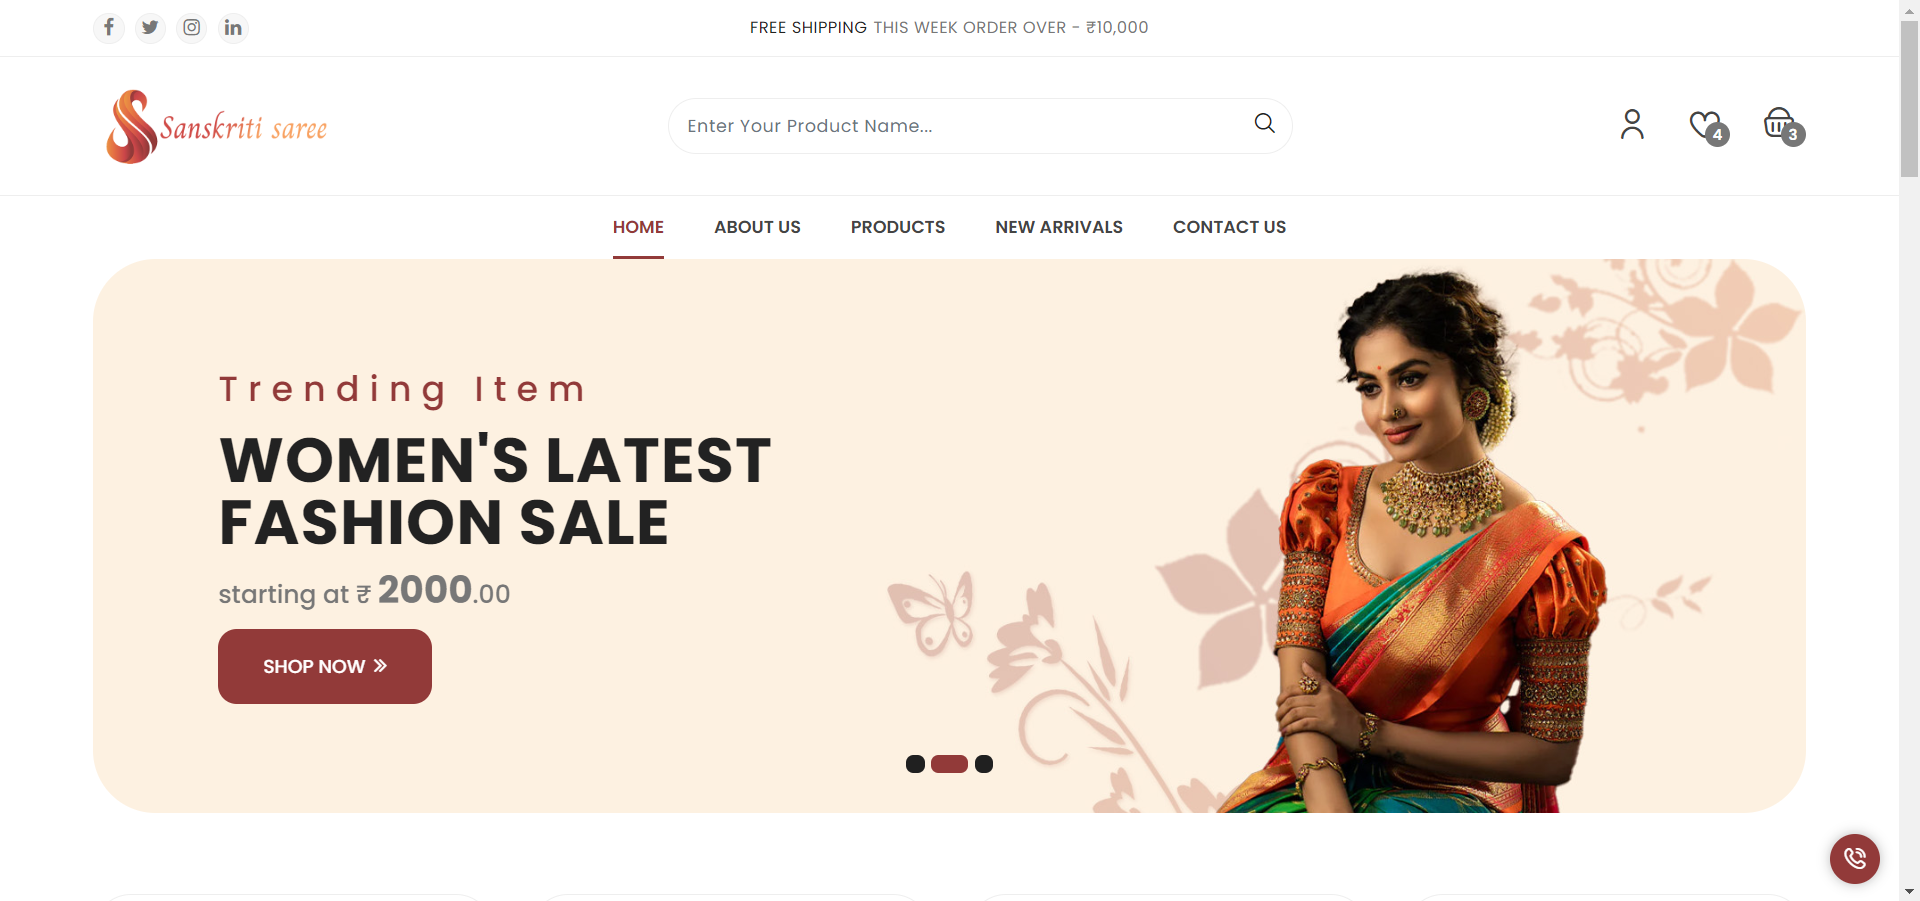 FREE SHIPPING THIS WEEK ORDER OVER - ₹10,000
Sanskriti saree
Enter Your Product Name...
4
3
HOME
ABOUT US
PRODUCTS
NEW ARRIVALS
CONTACT US
Trending Item
WOMEN'S LATEST
FASHION SALE
starting at ₹ 2000.00
SHOP NOW